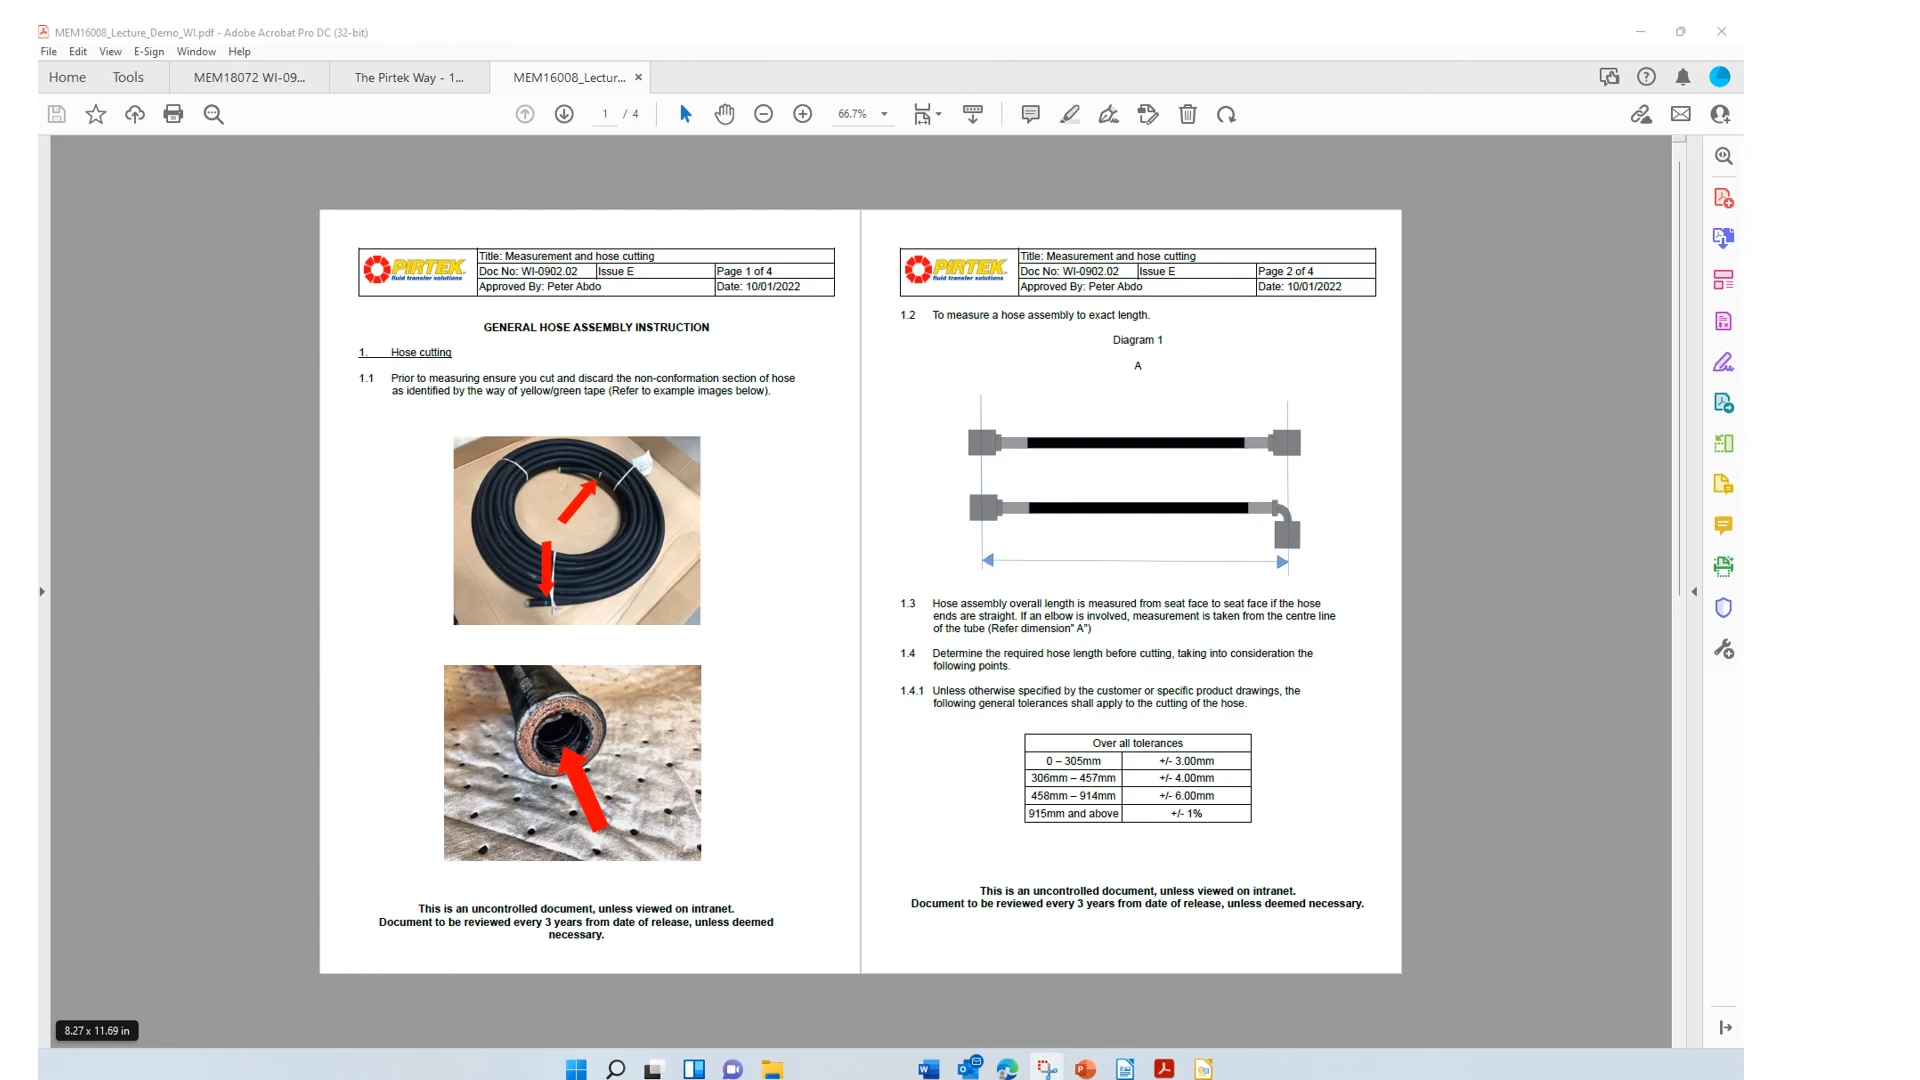 MEM16008_Lecture_Demo_WI.pdf - Adobe Acrobat Pro DC (32-bit)
File Edit View E-Sign Window Help
Home Tools MEM18072 WI-09... The Pirtek Way - 1... MEM16008_Lectur...
1 / 4 66.7%
PIRTEK
fluid transfer solutions
Title: Measurement and hose cutting
Doc No: WI-0902.02 Issue E Page 1 of 4
Approved By: Peter Abdo Date: 10/01/2022
GENERAL HOSE ASSEMBLY INSTRUCTION
1. Hose cutting
1.1 Prior to measuring ensure you cut and discard the non-conformation section of hose
as identified by the way of yellow/green tape (Refer to example images below).
This is an uncontrolled document, unless viewed on intranet.
Document to be reviewed every 3 years from date of release, unless deemed
necessary.
PIRTEK
fluid transfer solutions
Title: Measurement and hose cutting
Doc No: WI-0902.02 Issue E Page 2 of 4
Approved By: Peter Abdo Date: 10/01/2022
1.2 To measure a hose assembly to exact length.
Diagram 1
A
1.3 Hose assembly overall length is measured from seat face to seat face if the hose
ends are straight. If an elbow is involved, measurement is taken from the centre line
of the tube (Refer dimension" A")
1.4 Determine the required hose length before cutting, taking into consideration the
following points.
1.4.1 Unless otherwise specified by the customer or specific product drawings, the
following general tolerances shall apply to the cutting of the hose.
Over all tolerances
0 – 305mm +/- 3.00mm
306mm – 457mm +/- 4.00mm
458mm – 914mm +/- 6.00mm
915mm and above +/- 1%
This is an uncontrolled document, unless viewed on intranet.
Document to be reviewed every 3 years from date of release, unless deemed necessary.
8.27 x 11.69 in